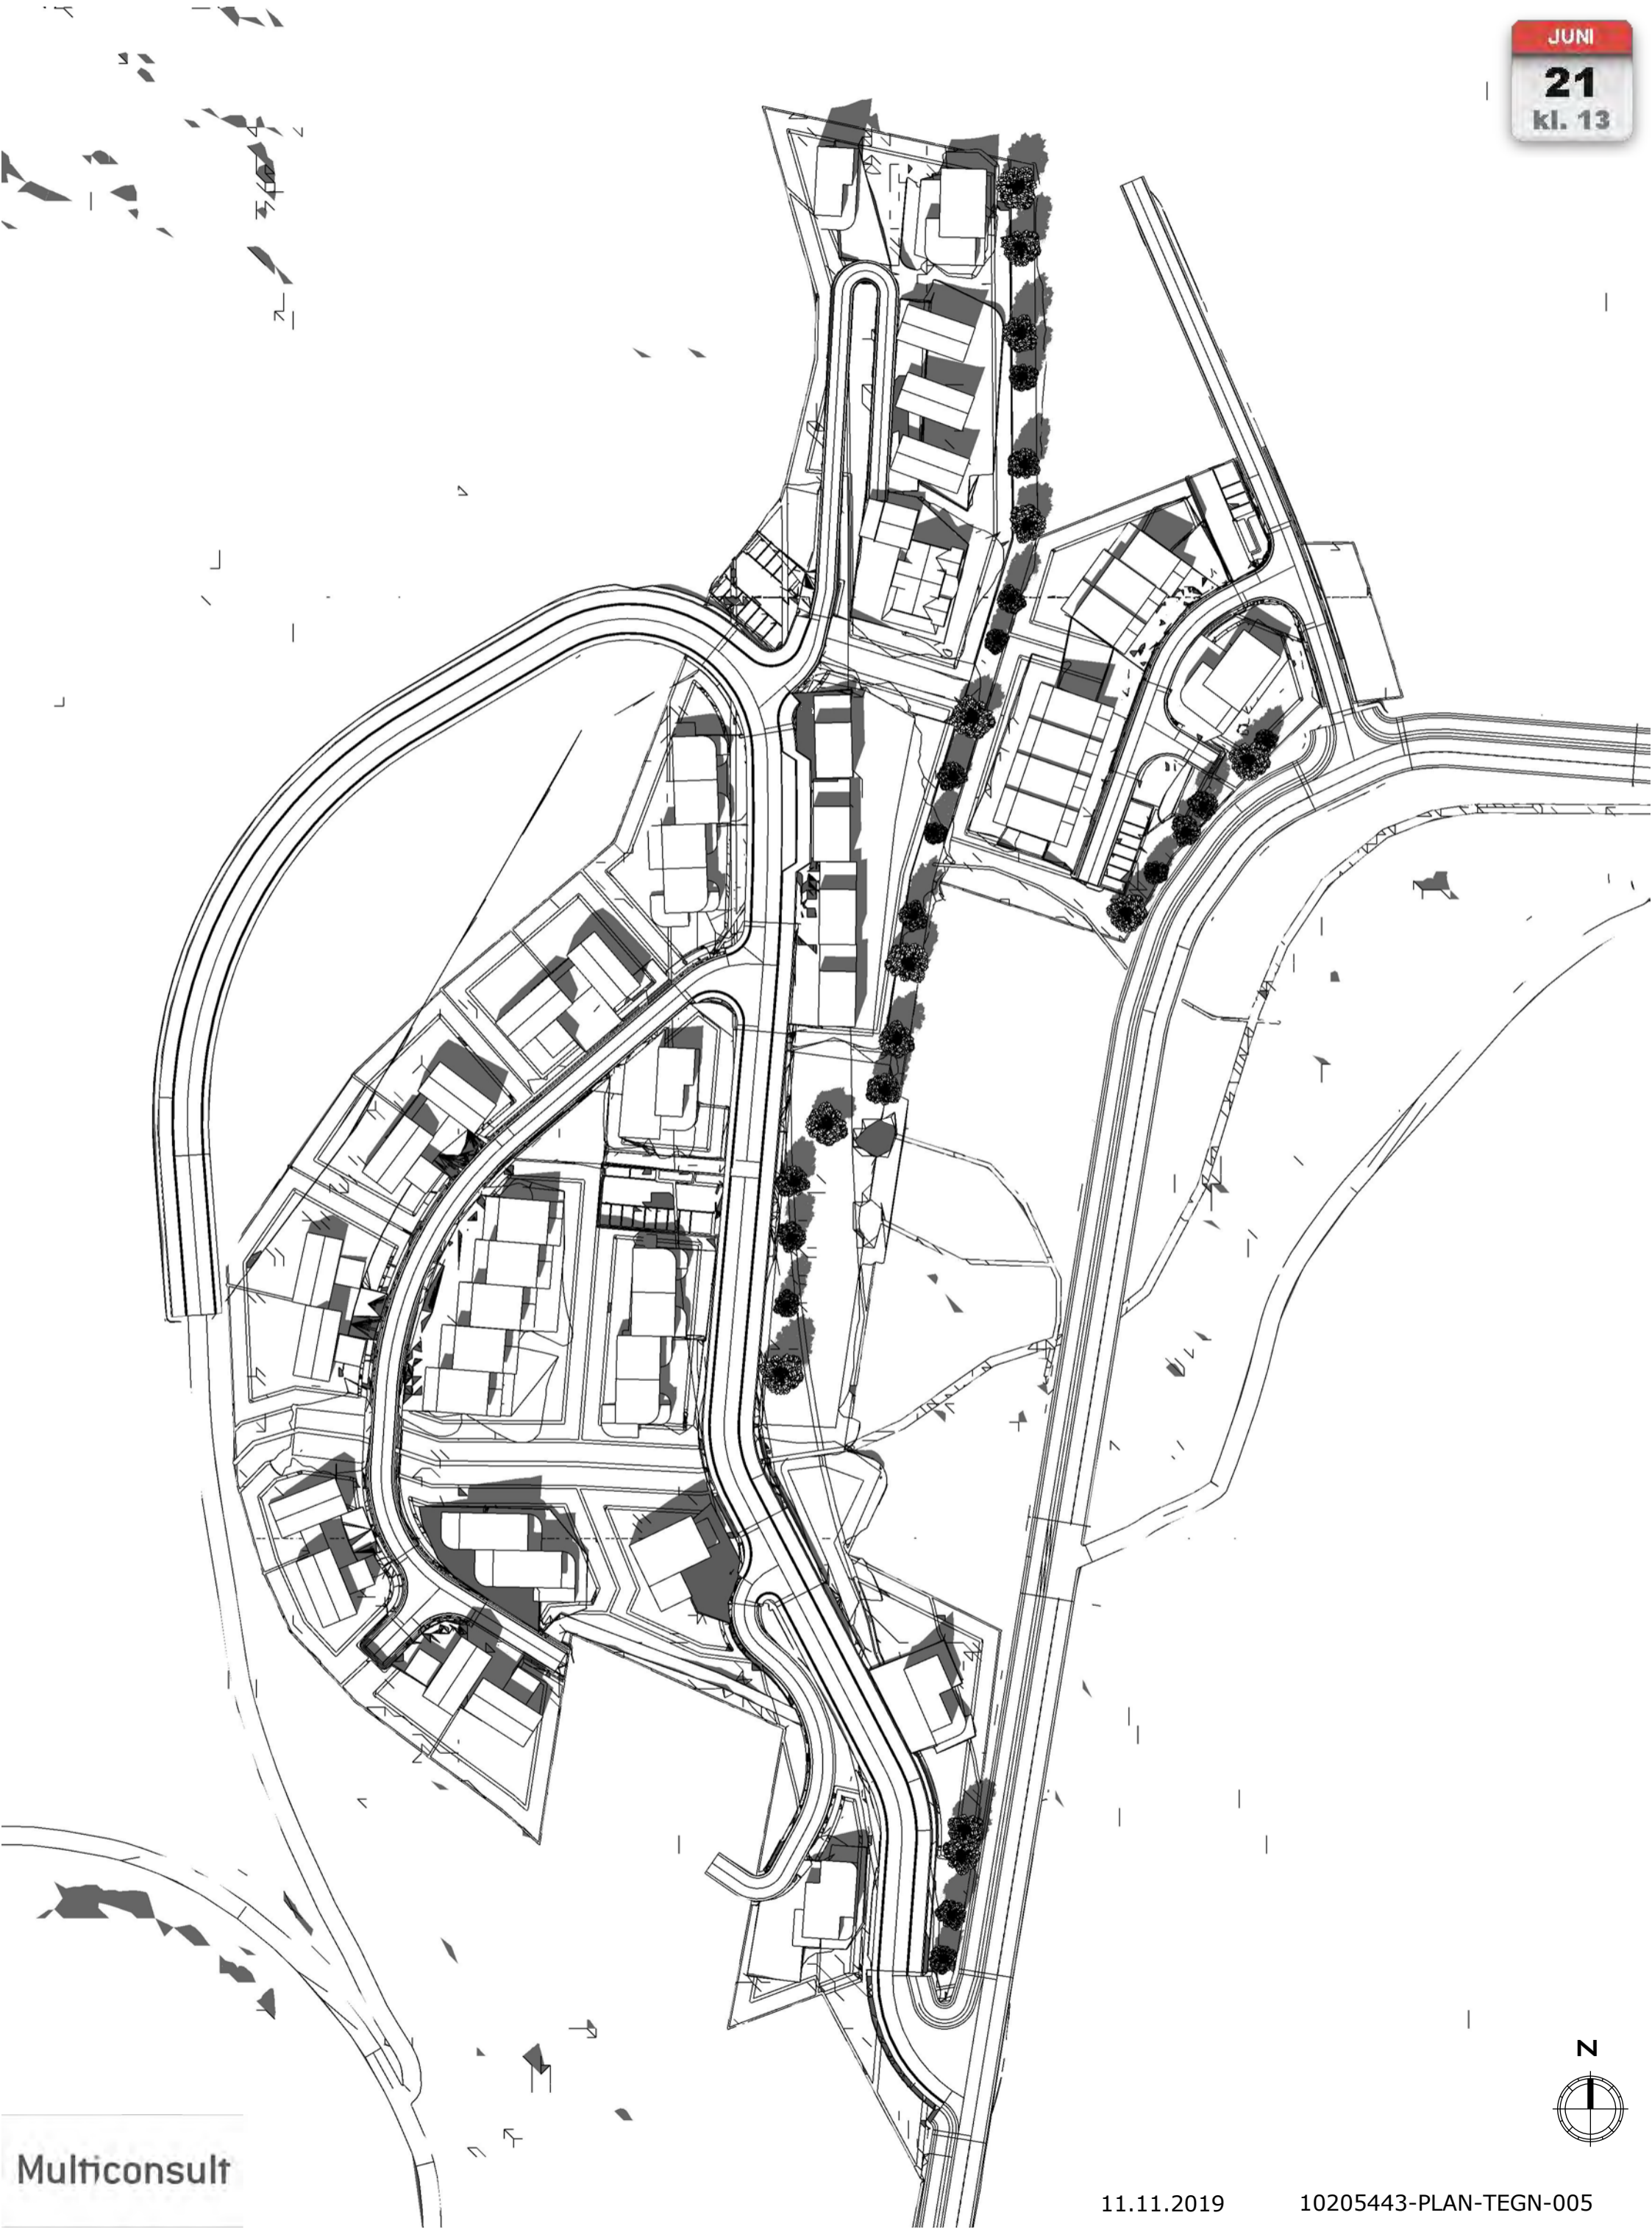 JUNI
21
kl. 13
N
Multiconsult
11.11.2019 10205443-PLAN-TEGN-005